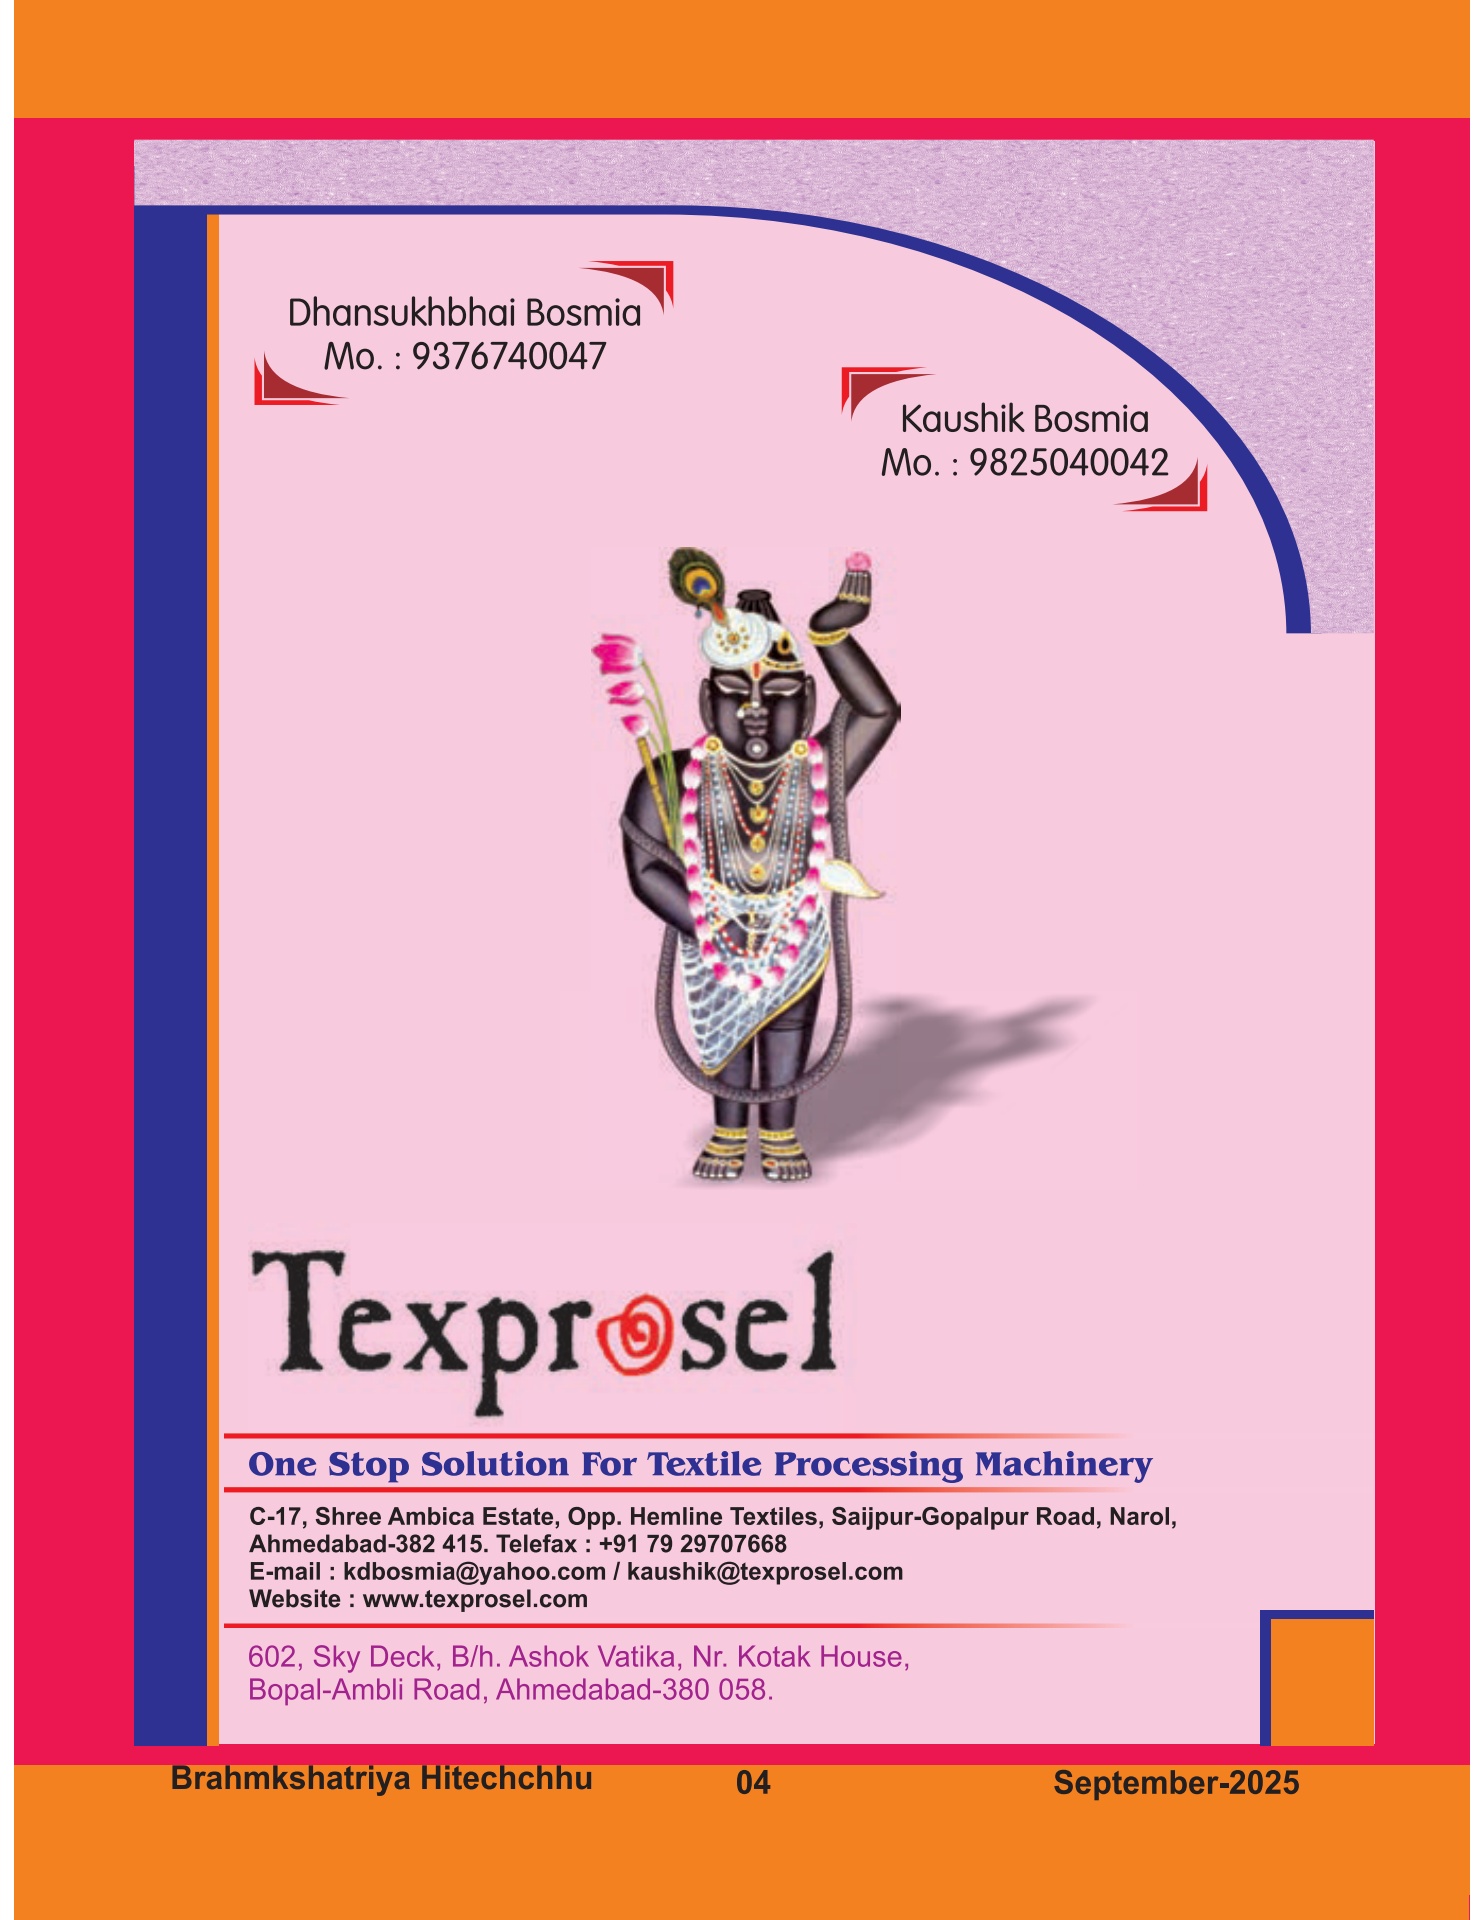 Dhansukhbhai Bosmia
Mo. : 9376740047
Kaushik Bosmia
Mo. : 9825040042
Texprosel
One Stop Solution For Textile Processing Machinery
C-17, Shree Ambica Estate, Opp. Hemline Textiles, Saijpur-Gopalpur Road, Narol,
Ahmedabad-382 415. Telefax : +91 79 29707668
E-mail : kdbosmia@yahoo.com / kaushik@texprosel.com
Website : www.texprosel.com
602, Sky Deck, B/h. Ashok Vatika, Nr. Kotak House,
Bopal-Ambli Road, Ahmedabad-380 058.
Brahmkshatriya Hitechchhu 04 September-2025